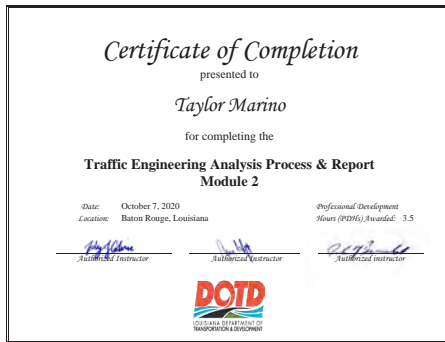 Certificate of Completion
presented to
Taylor Marino
for completing the
Traffic Engineering Analysis Process & Report
Module 2
Date: October 7, 2020
Location: Baton Rouge, Louisiana
Professional Development
Hours (PDHs) Awarded: 3.5
Authorized Instructor
Authorized Instructor
Authorized instructor
DOTD
LOUISIANA DEPARTMENT OF
TRANSPORTATION & DEVELOPMENT